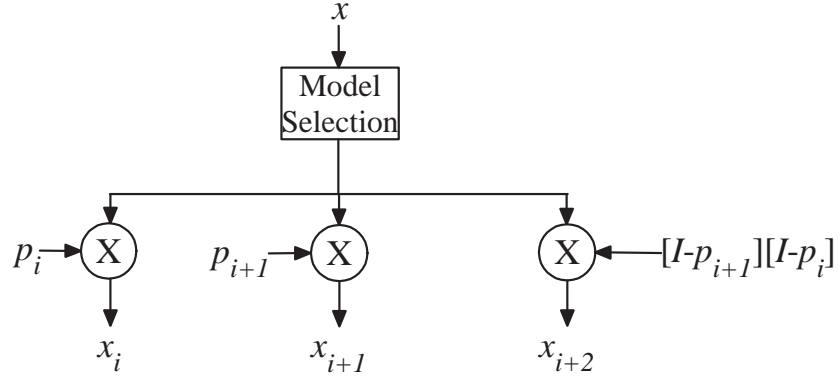 x
Model
Selection
p_i X p_{i+1} X X [I-p_{i+1}][I-p_i]
x_i x_{i+1} x_{i+2}